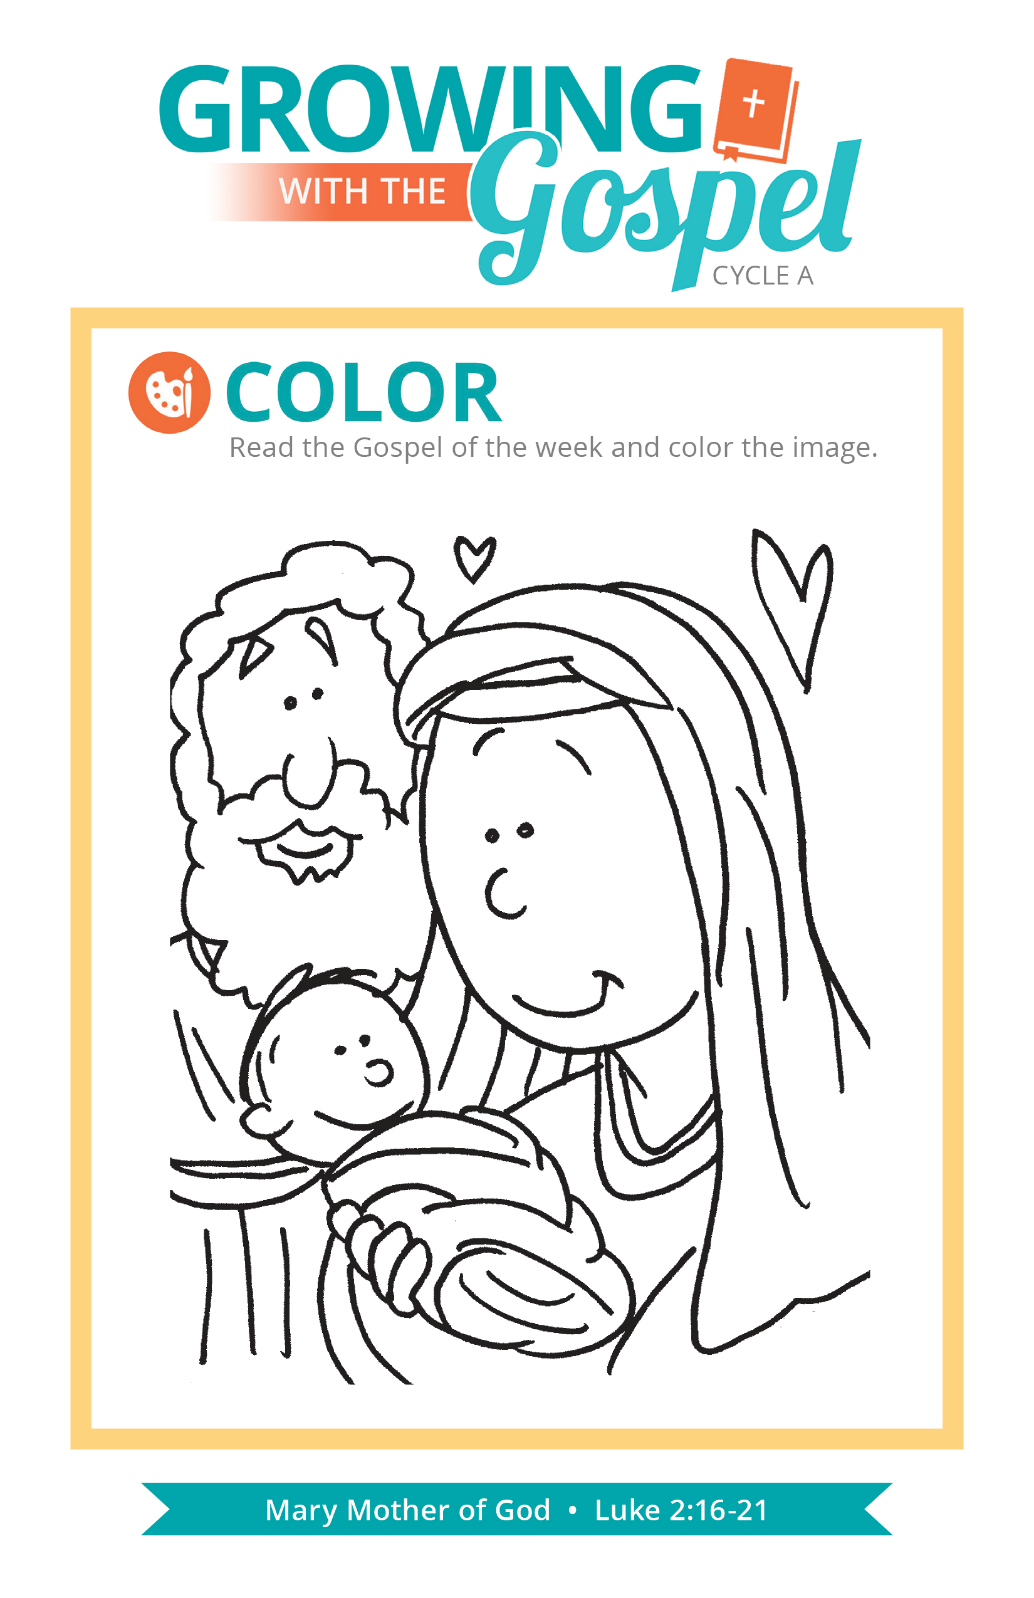 GROWING
WITH THE Gospel
CYCLE A
COLOR
Read the Gospel of the week and color the image.
Mary Mother of God • Luke 2:16-21